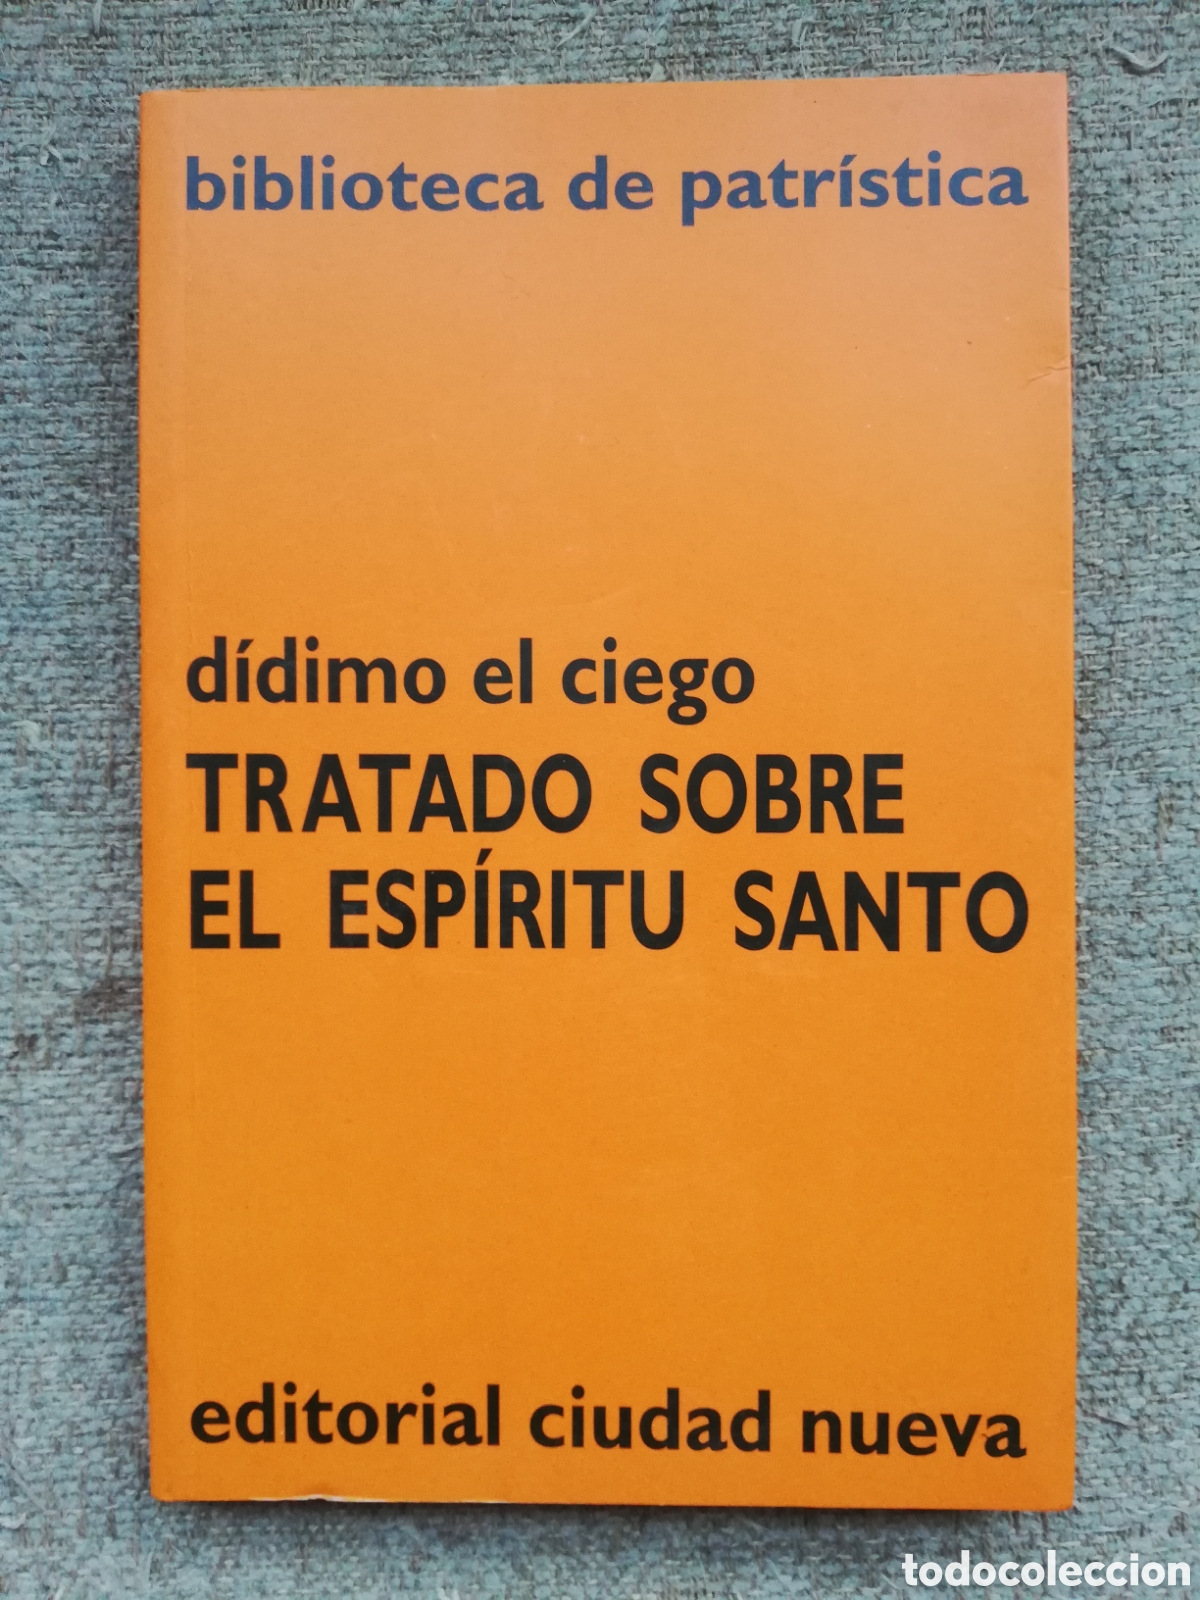 biblioteca de patrística
dídimo el ciego
TRATADO SOBRE
EL ESPÍRITU SANTO
editorial ciudad nueva
todocoleccion